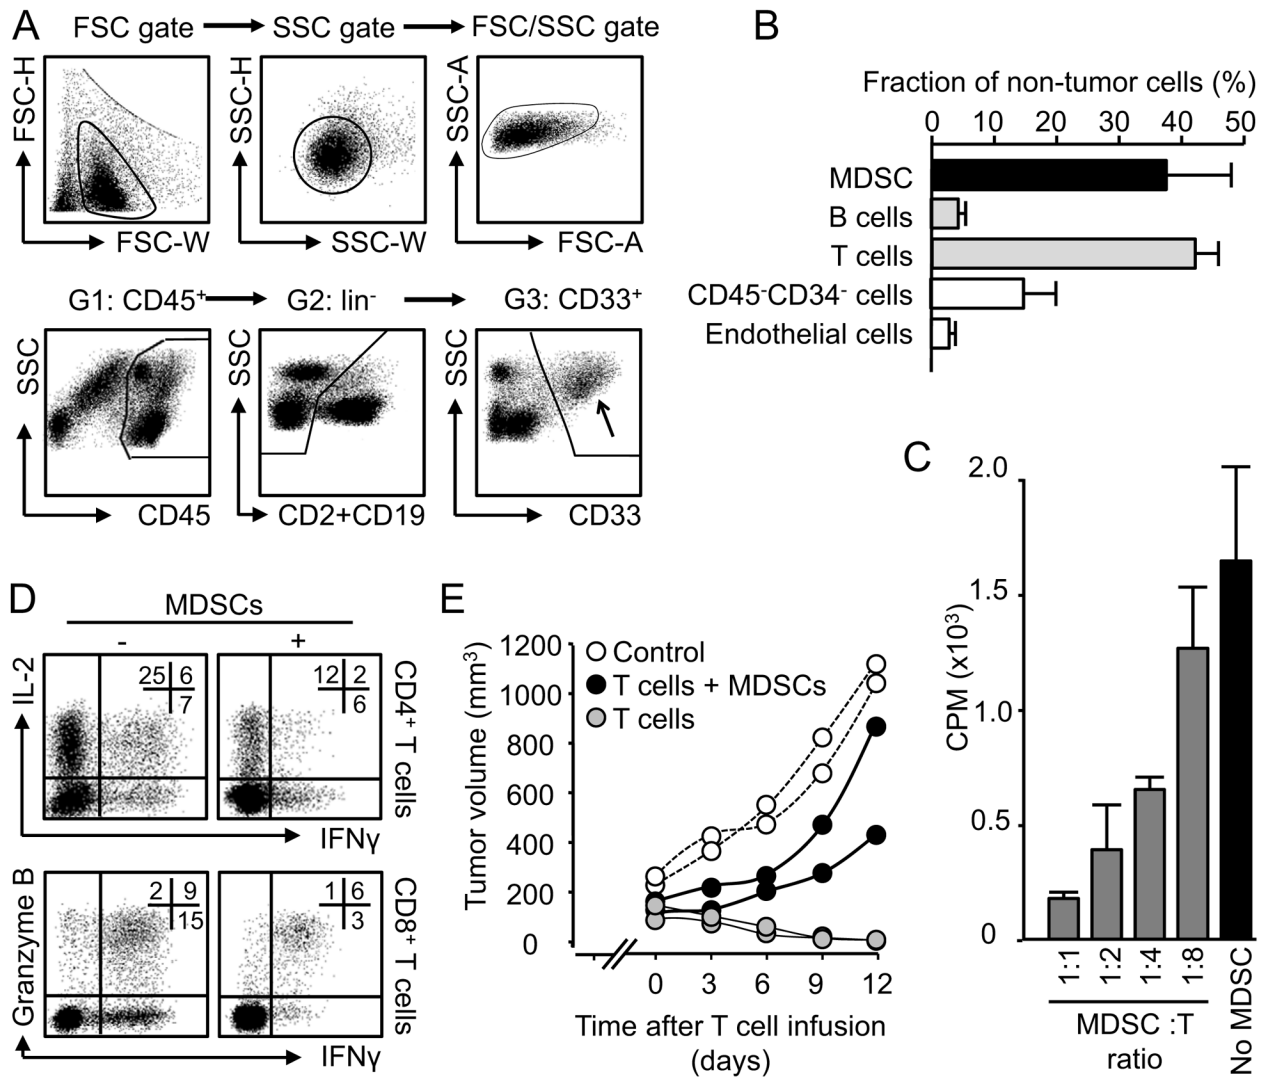 A
FSC gate
SSC gate
FSC/SSC gate
FSC-H
FSC-W
SSC-H
SSC-W
SSC-A
FSC-A
G1: CD45⁺
G2: lin⁻
G3: CD33⁺
SSC
CD45
SSC
CD2+CD19
SSC
CD33
B
Fraction of non-tumor cells (%)
0 10 20 30 40 50
MDSC
B cells
T cells
CD45⁻CD34⁻ cells
Endothelial cells
C
CPM (x10³)
2.0
1.5
1.0
0.5
0
1:1
1:2
1:4
1:8
No MDSC
MDSC :T
ratio
D
MDSCs
-
+
IL-2
25 6
7
12 2
6
CD4⁺ T cells
IFNγ
Granzyme B
2 9
15
1 6
3
CD8⁺ T cells
IFNγ
E
Tumor volume (mm³)
1200
1000
800
600
400
200
0
Control
T cells + MDSCs
T cells
0 3 6 9 12
Time after T cell infusion
(days)